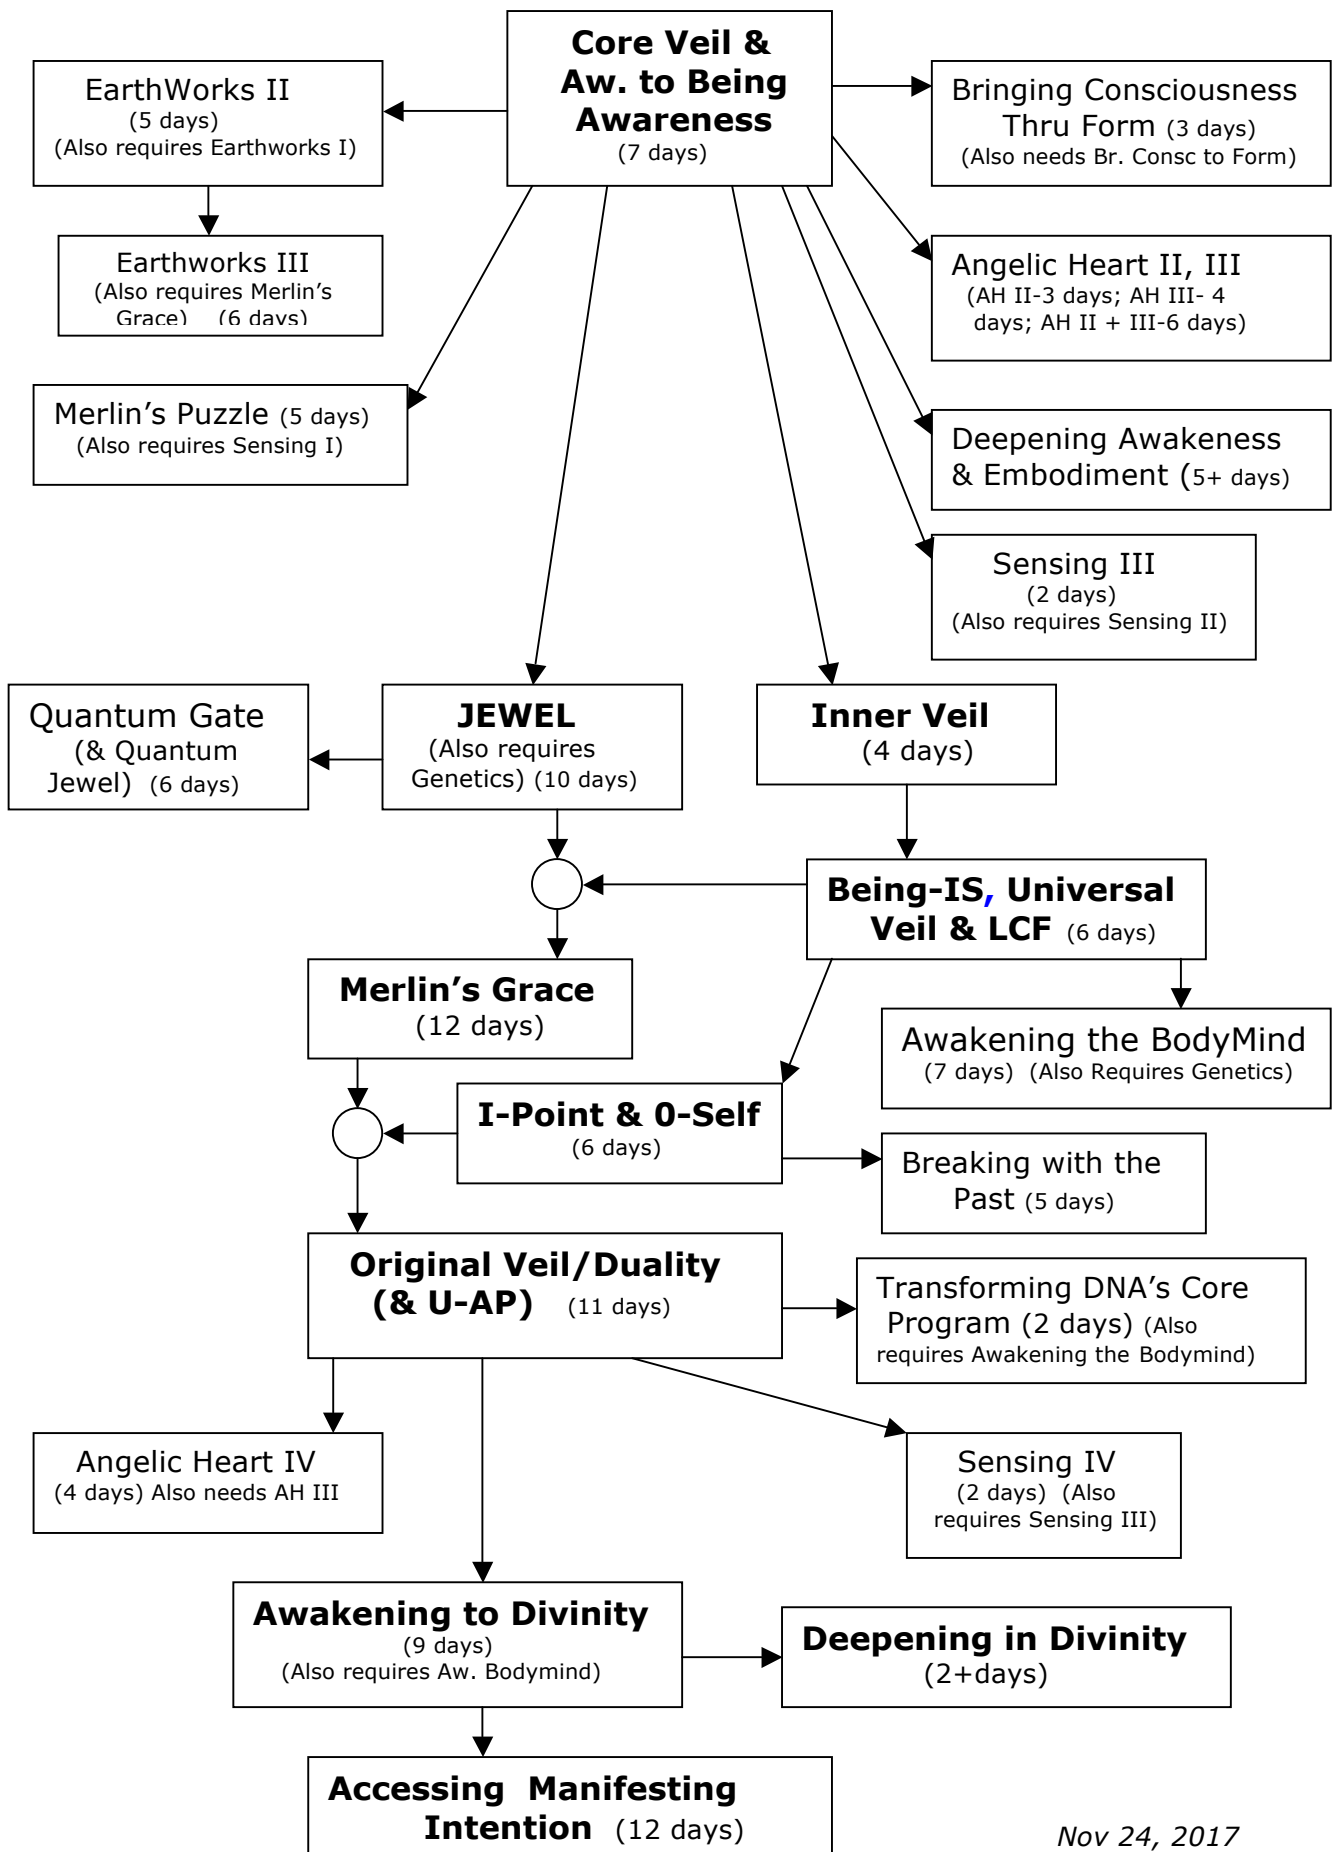 Core Veil &
Aw. to Being
Awareness
(7 days)
EarthWorks II
(5 days)
(Also requires Earthworks I)
Bringing Consciousness
Thru Form (3 days)
(Also needs Br. Consc to Form)
Earthworks III
(Also requires Merlin's
Grace) (6 days)
Angelic Heart II, III
(AH II-3 days; AH III- 4
days; AH II + III-6 days)
Merlin's Puzzle (5 days)
(Also requires Sensing I)
Deepening Awakeness
& Embodiment (5+ days)
Sensing III
(2 days)
(Also requires Sensing II)
Quantum Gate
(& Quantum
Jewel) (6 days)
JEWEL
(Also requires
Genetics) (10 days)
Inner Veil
(4 days)
Being-IS, Universal
Veil & LCF (6 days)
Merlin's Grace
(12 days)
Awakening the BodyMind
(7 days) (Also Requires Genetics)
I-Point & 0-Self
(6 days)
Breaking with the
Past (5 days)
Original Veil/Duality
(& U-AP) (11 days)
Transforming DNA's Core
Program (2 days) (Also
requires Awakening the Bodymind)
Angelic Heart IV
(4 days) Also needs AH III
Sensing IV
(2 days) (Also
requires Sensing III)
Awakening to Divinity
(9 days)
(Also requires Aw. Bodymind)
Deepening in Divinity
(2+days)
Accessing Manifesting
Intention (12 days)
Nov 24, 2017